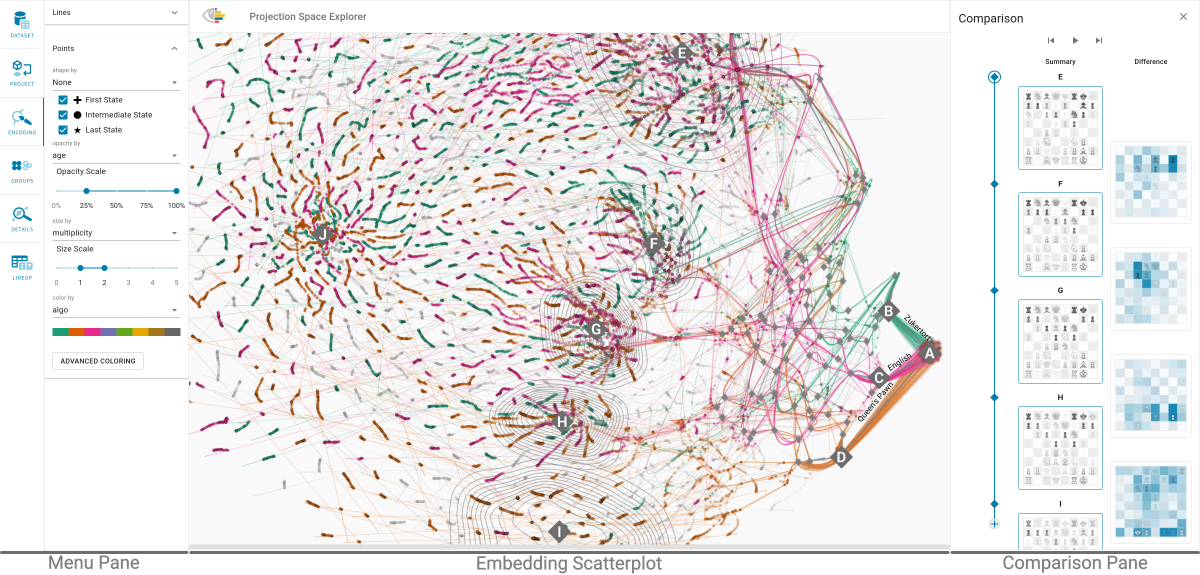 DATASET
PROJECT
ENCODING
GROUPS
DETAILS
LINEUP
Lines
Points
shape by
None
First State
Intermediate State
Last State
opacity by
age
Opacity Scale
0% 25% 50% 75% 100%
size by
multiplicity
Size Scale
0 1 2 3 4 5
color by
algo
ADVANCED COLORING
Projection Space Explorer
E
J
F
G
B
Zukertort
A
English
C
Queen's Pawn
H
D
I
Comparison
Summary Difference
E
F
G
H
I
Menu Pane
Embedding Scatterplot
Comparison Pane